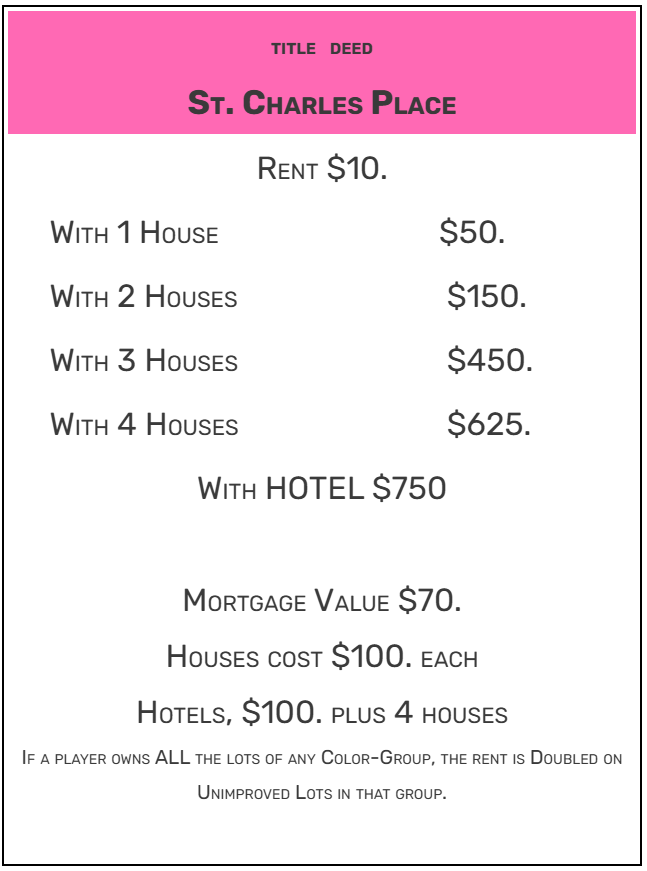 TITLE DEED
St. Charles Place
Rent $10.
With 1 House $50.
With 2 Houses $150.
With 3 Houses $450.
With 4 Houses $625.
With HOTEL $750
Mortgage Value $70.
Houses cost $100. each
Hotels, $100. plus 4 houses
If a player owns ALL the lots of any Color-Group, the rent is Doubled on
Unimproved Lots in that group.